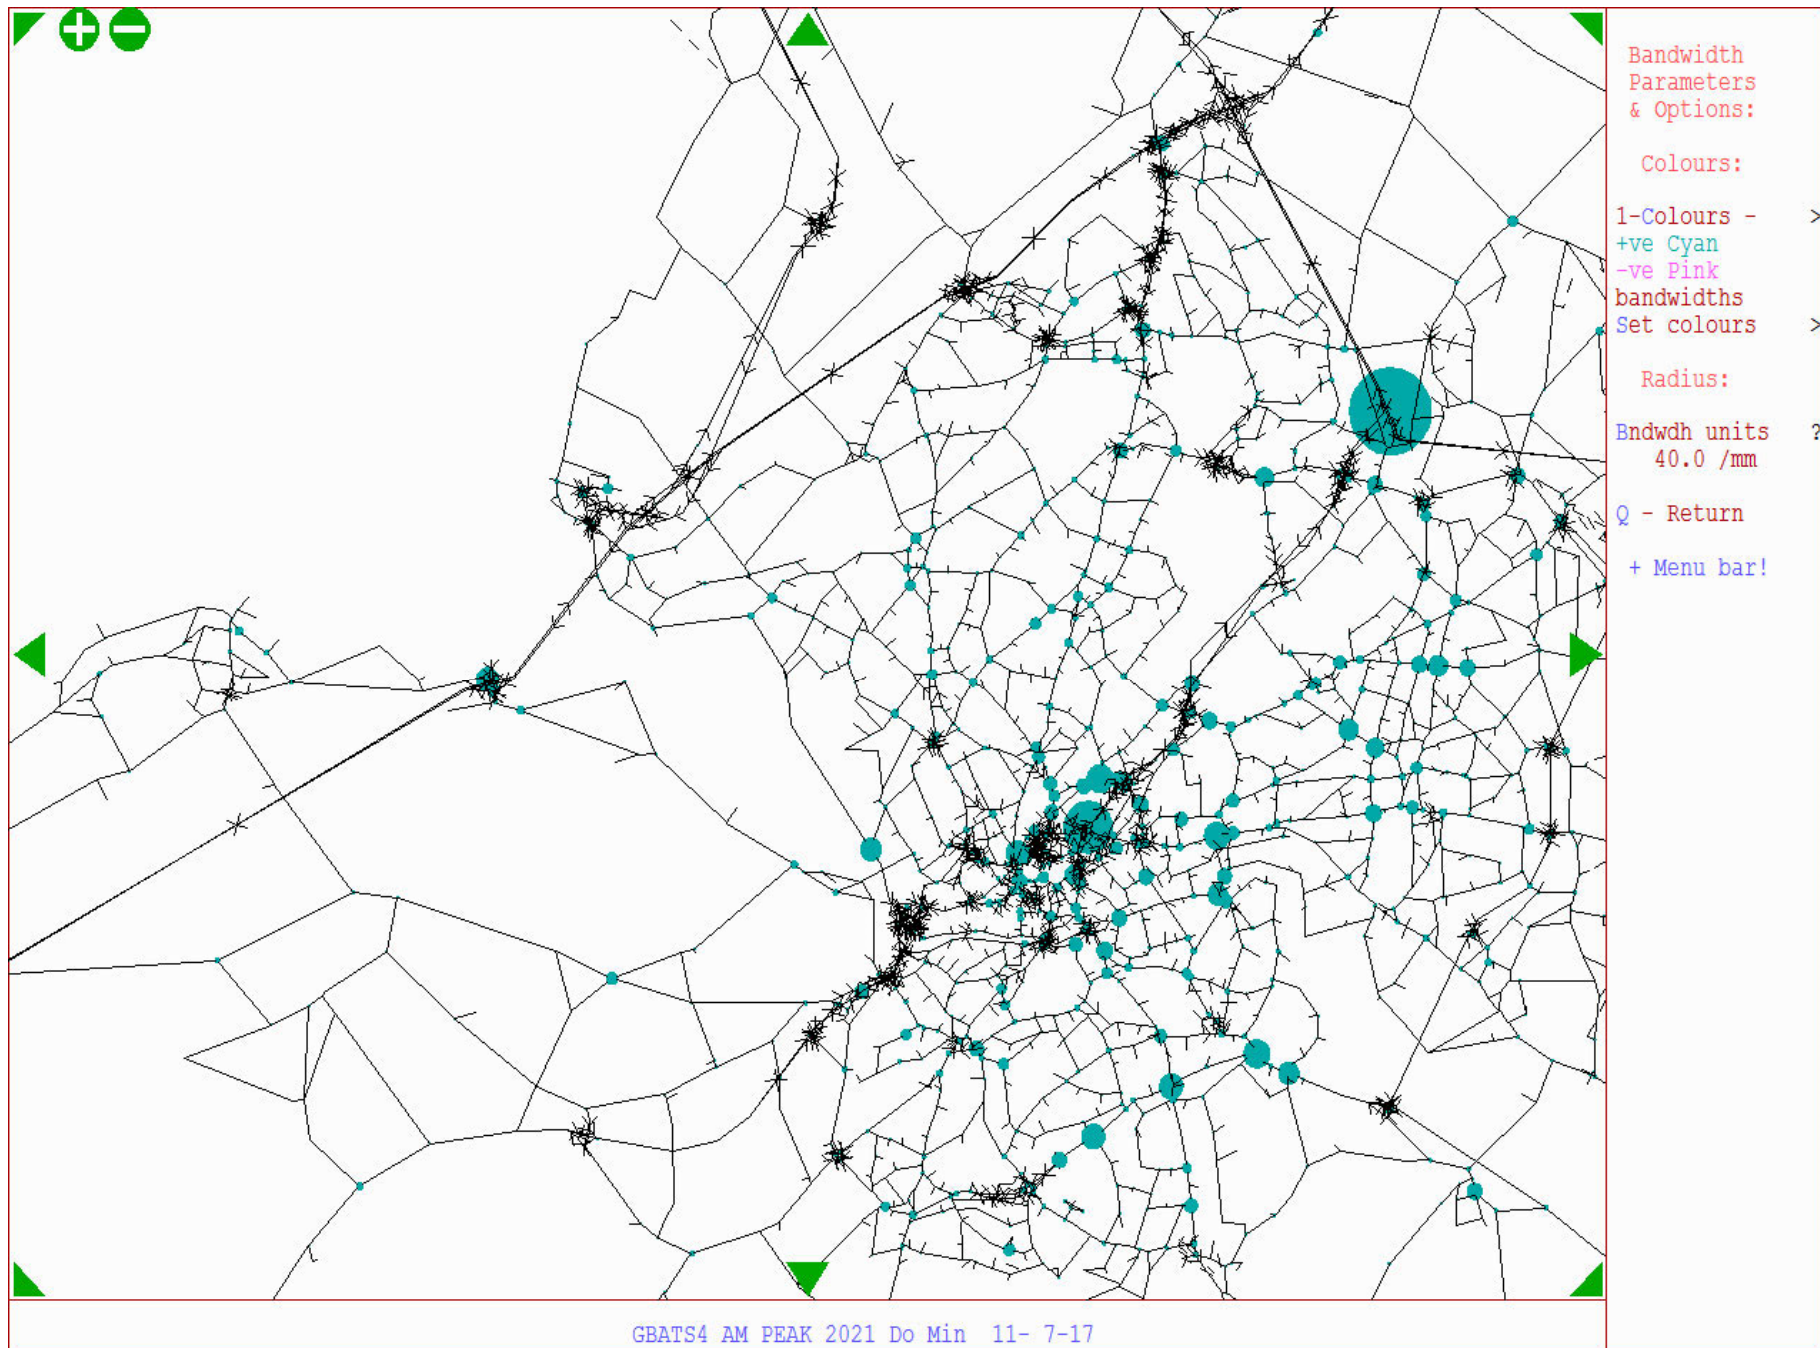 Bandwidth
Parameters
& Options:
Colours:
1-Colours - >
+ve Cyan
-ve Pink
bandwidths
Set colours >
Radius:
Bndwdh units ?
40.0 /mm
Q - Return
+ Menu bar!
GBATS4 AM PEAK 2021 Do Min 11- 7-17